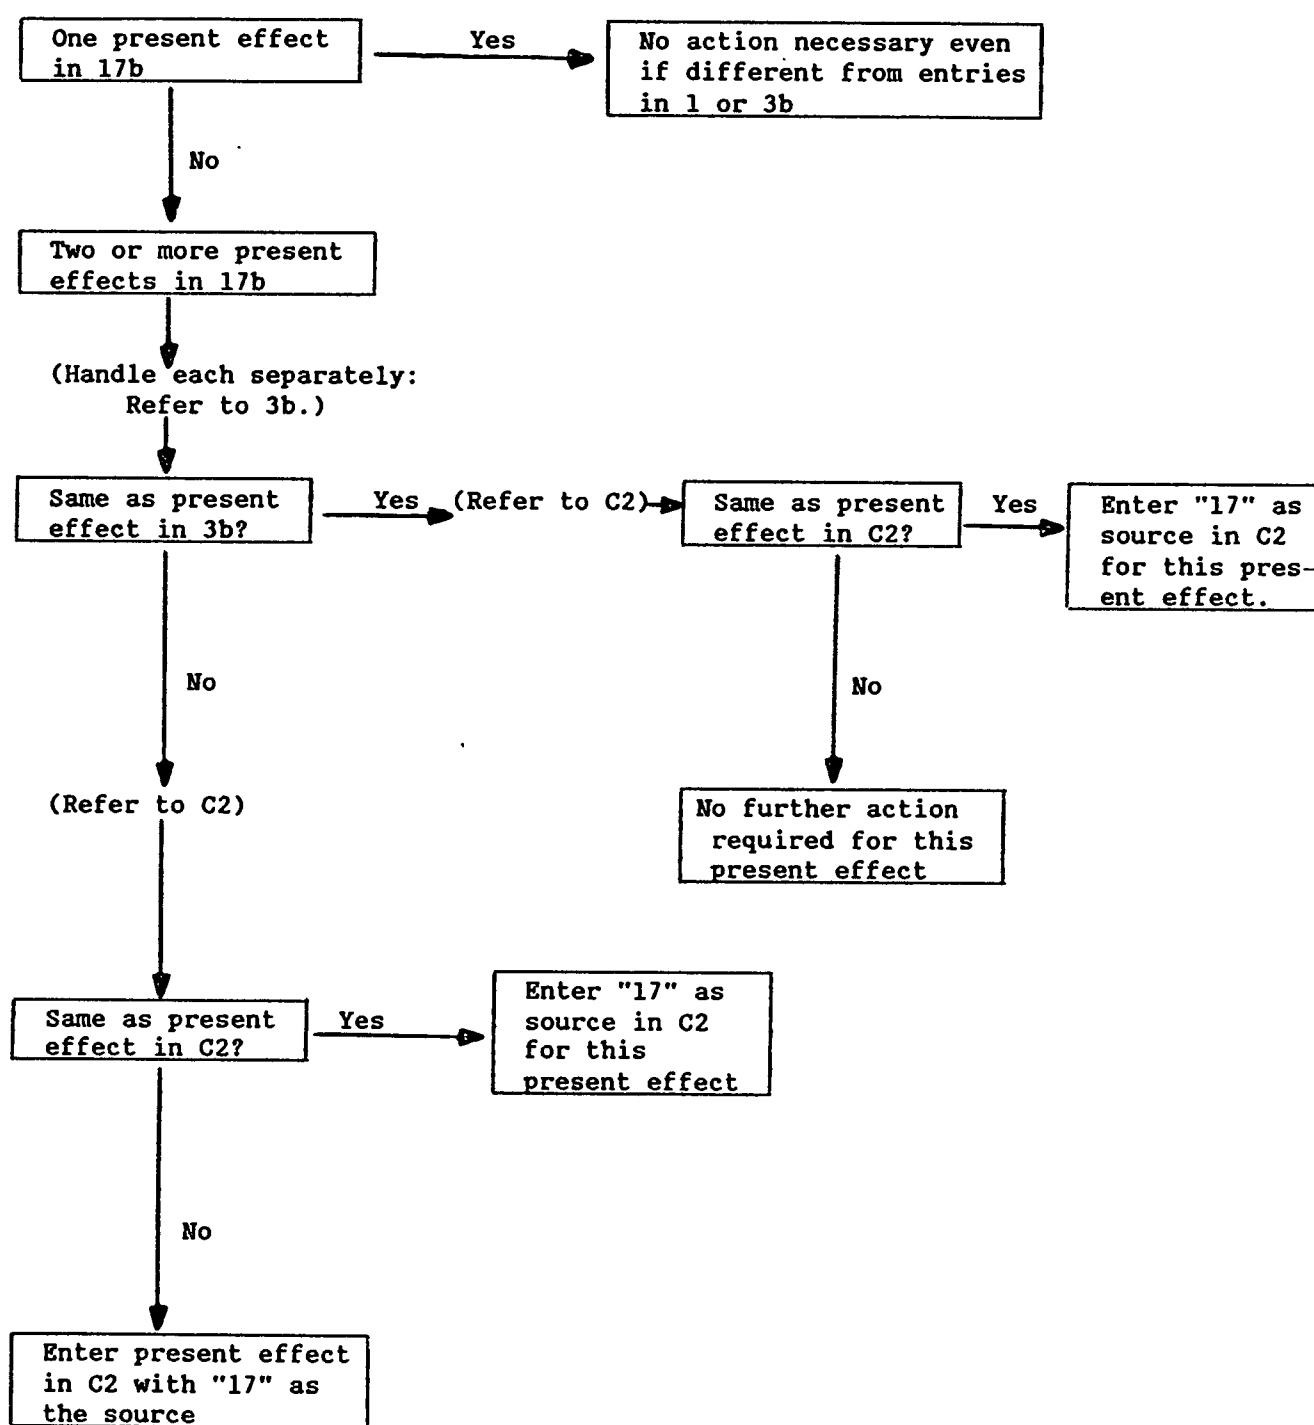 One present effect
in 17b
Yes
No action necessary even
if different from entries
in 1 or 3b
No
Two or more present
effects in 17b
(Handle each separately:
Refer to 3b.)
Same as present
effect in 3b?
Yes
(Refer to C2)
Same as present
effect in C2?
Yes
Enter "17" as
source in C2
for this pres-
ent effect.
No
No
No further action
required for this
present effect
(Refer to C2)
Same as present
effect in C2?
Yes
Enter "17" as
source in C2
for this
present effect
No
Enter present effect
in C2 with "17" as
the source